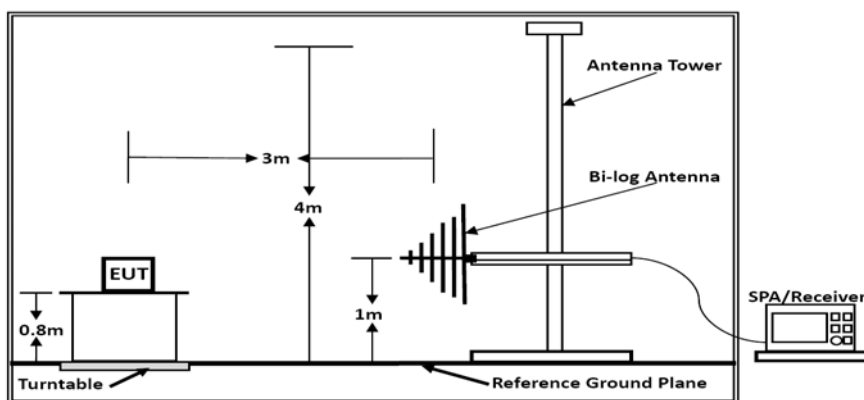 Antenna Tower
3m
Bi-log Antenna
4m
EUT
SPA/Receiver
0.8m
1m
Turntable
Reference Ground Plane